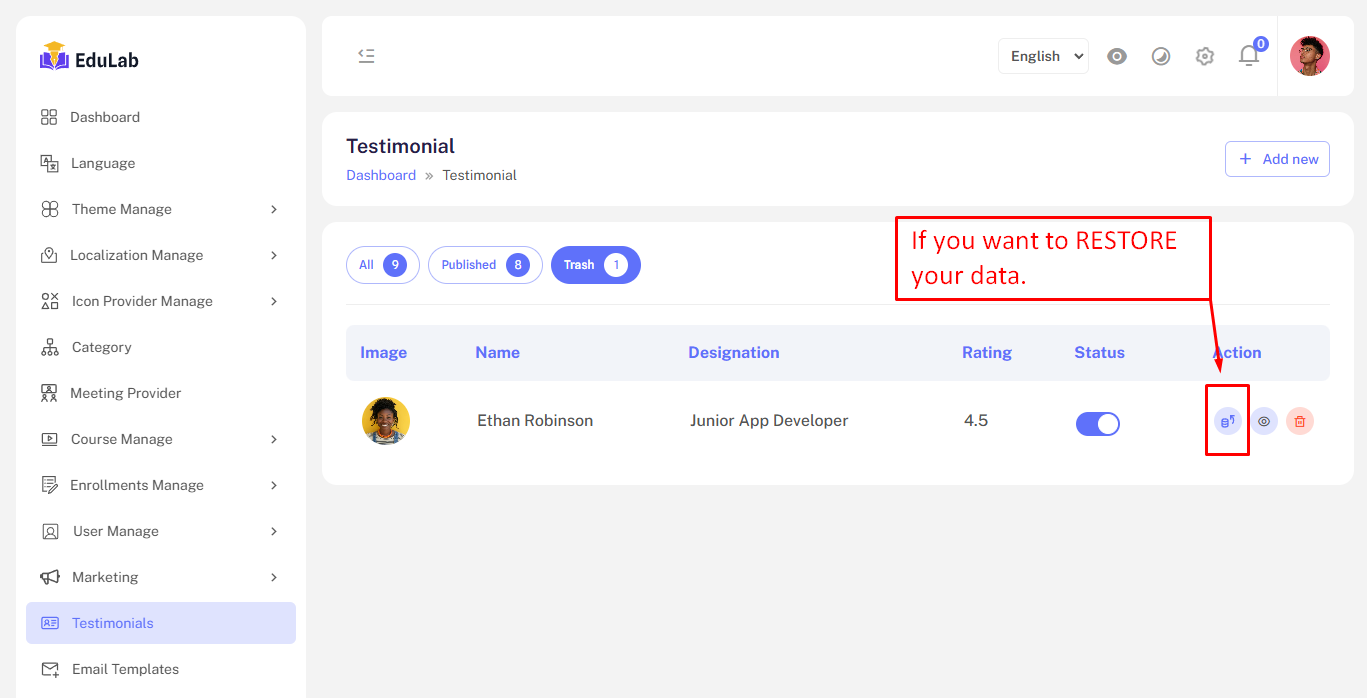 EduLab
Dashboard
Language
Theme Manage
Localization Manage
Icon Provider Manage
Category
Meeting Provider
Course Manage
Enrollments Manage
User Manage
Marketing
Testimonials
Email Templates
English
0
Testimonial
Dashboard » Testimonial
+ Add new
If you want to RESTORE
your data.
All 9 Published 8 Trash 1
Image Name Designation Rating Status Action
Ethan Robinson Junior App Developer 4.5